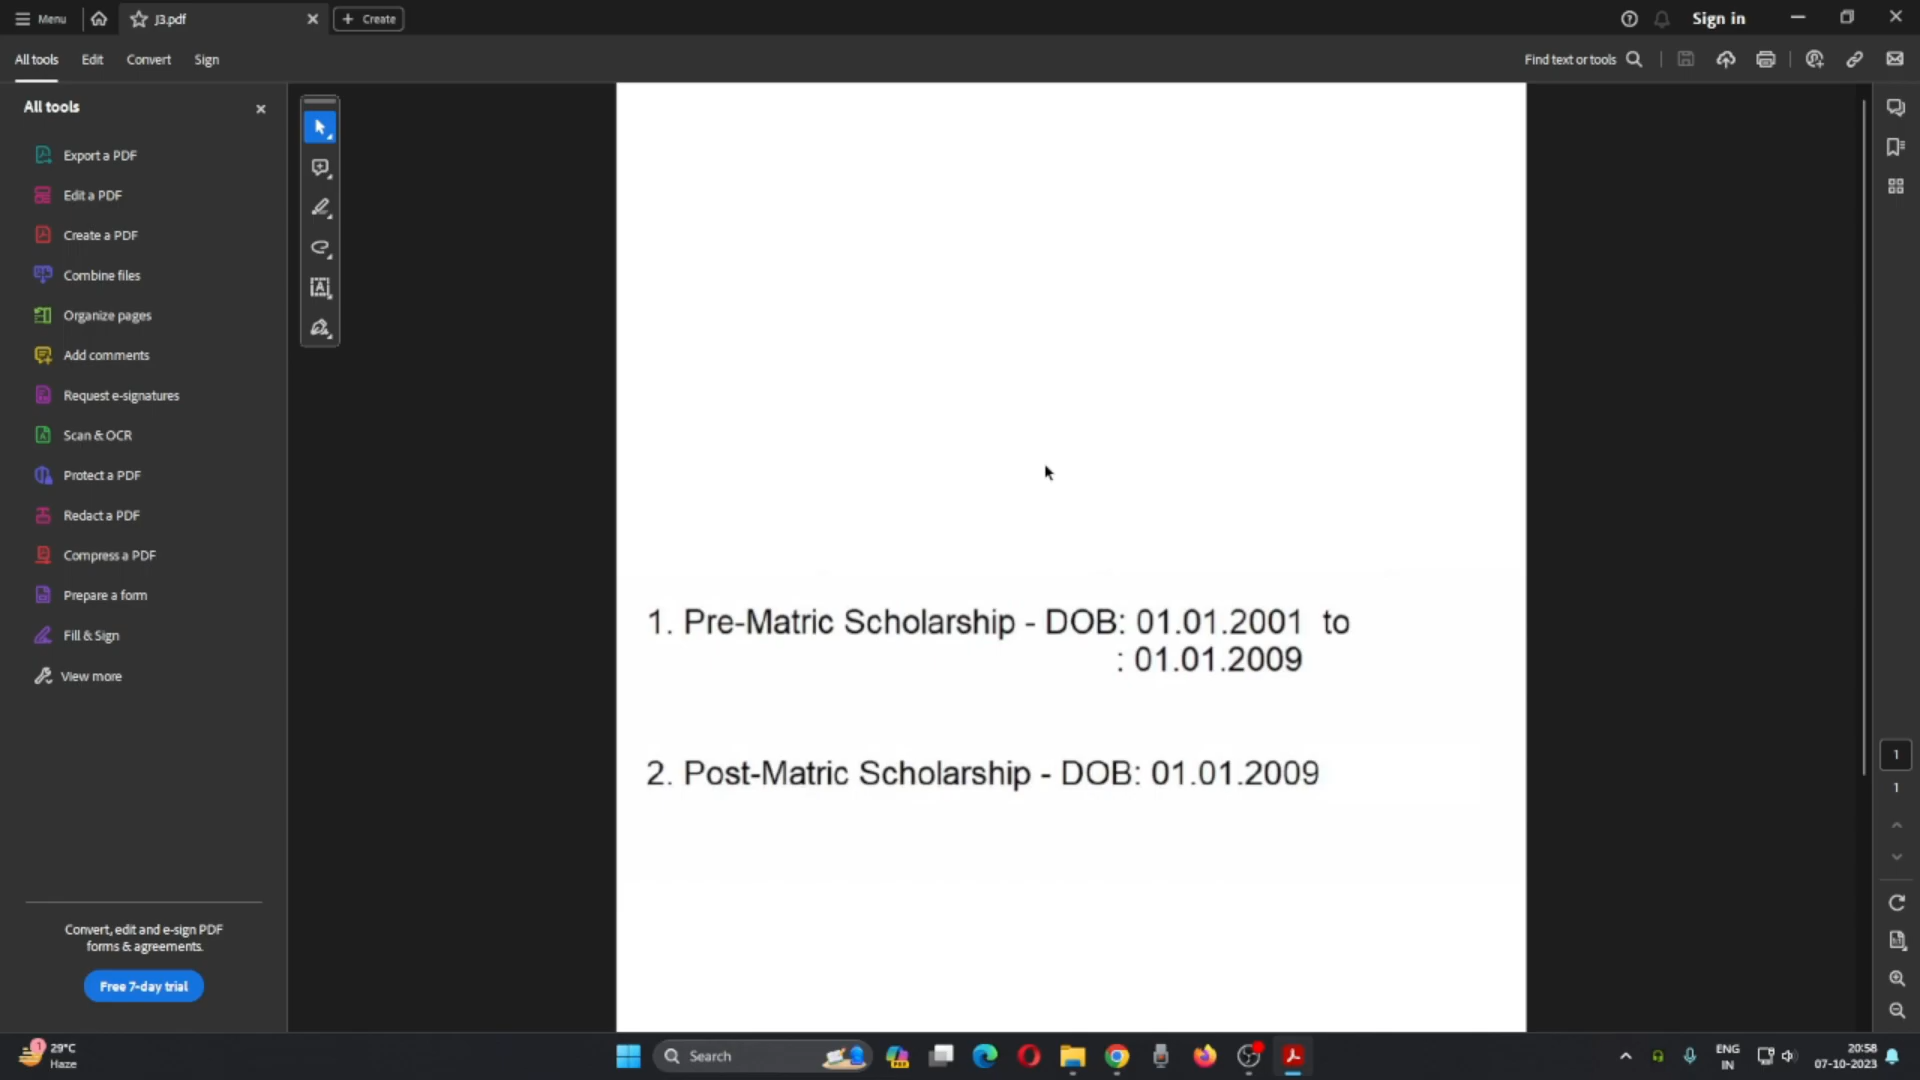 Menu
J3.pdf
Create
Sign in
All tools
Edit
Convert
Sign
Find text or tools
All tools
Export a PDF
Edit a PDF
Create a PDF
Combine files
Organize pages
Add comments
Request e-signatures
Scan & OCR
Protect a PDF
Redact a PDF
Compress a PDF
Prepare a form
Fill & Sign
View more
Convert, edit and e-sign PDF
forms & agreements.
Free 7-day trial
1. Pre-Matric Scholarship - DOB: 01.01.2001 to
: 01.01.2009
2. Post-Matric Scholarship - DOB: 01.01.2009
1
1
1
29°C
Haze
Search
ENG
IN
20:58
07-10-2023